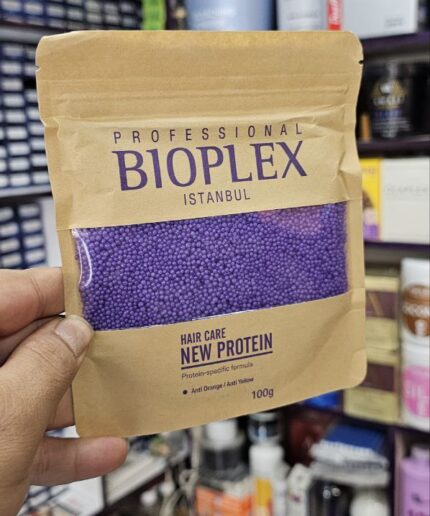 PROFESSIONAL
BIOPLEX
ISTANBUL
HAIR CARE
NEW PROTEIN
Protein-specific formula
Anti Orange / Anti Yellow
100g